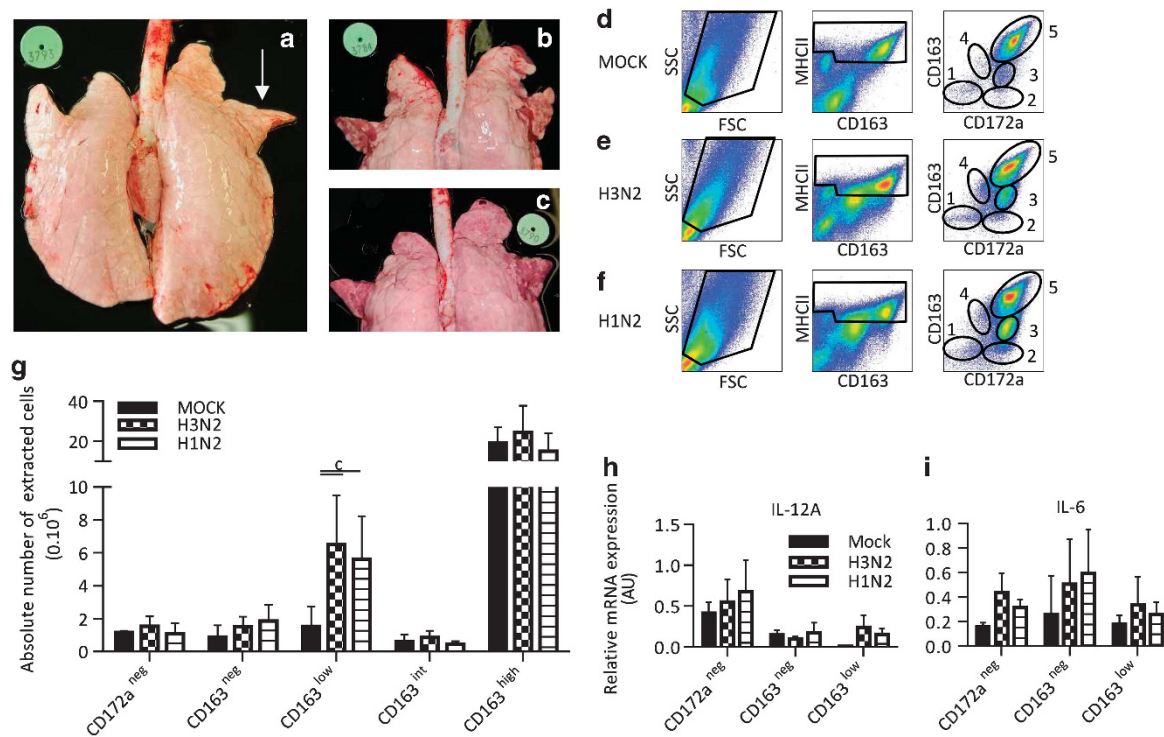 a
3793
b
3784
c
3790
d
MOCK
SSC
FSC
MHCII
CD163
CD163
CD172a
1
2
3
4
5
e
H3N2
SSC
FSC
MHCII
CD163
CD163
CD172a
1
2
3
4
5
f
H1N2
SSC
FSC
MHCII
CD163
CD163
CD172a
1
2
3
4
5
g
Absolute number of extracted cells
(0.10⁶)
40
20
10
8
6
4
2
0
MOCK
H3N2
H1N2
c
CD172a neg
CD163 neg
CD163 low
CD163 int
CD163 high
h
IL-12A
Relative mRNA expression
(AU)
1.5
1.0
0.5
0.0
Mock
H3N2
H1N2
CD172a neg
CD163 neg
CD163 low
i
IL-6
1.0
0.8
0.6
0.4
0.2
0.0
CD172a neg
CD163 neg
CD163 low